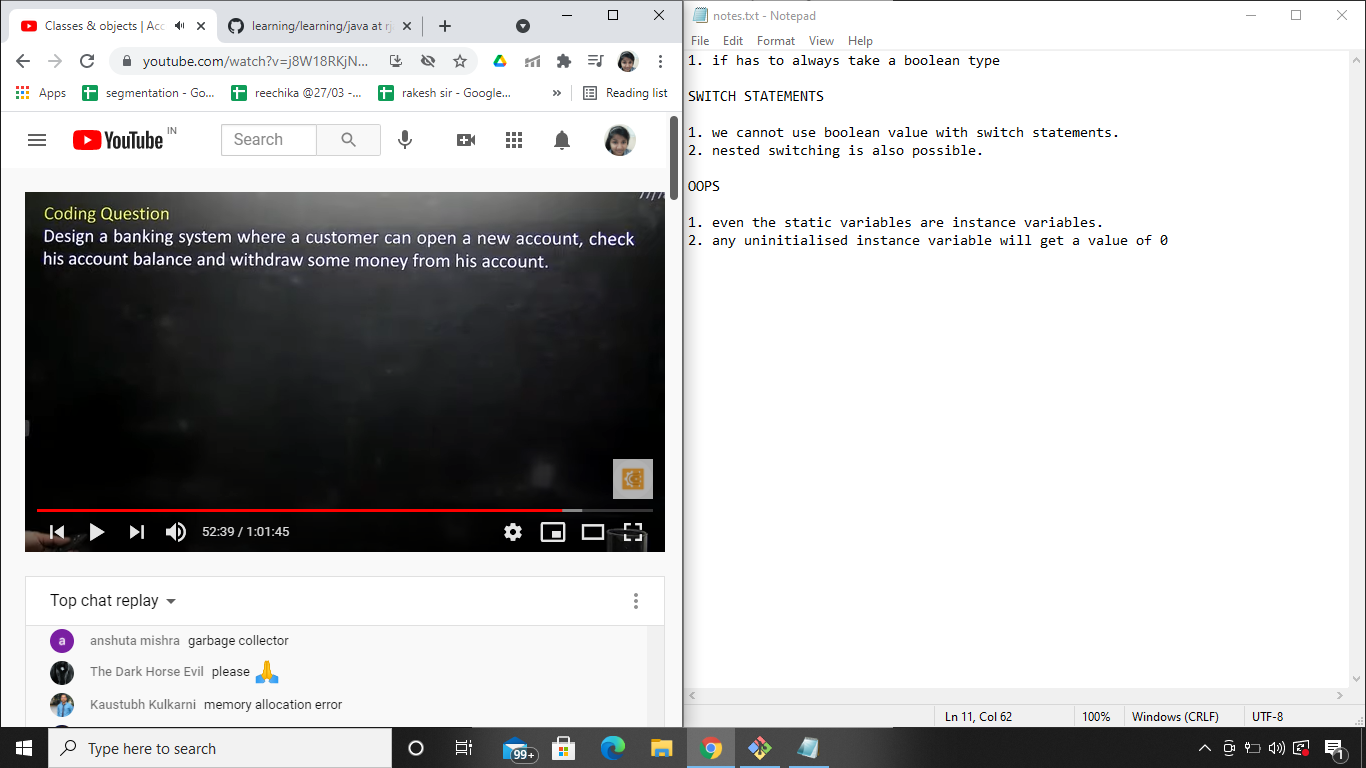 Classes & objects | Acc
learning/learning/java at rj
youtube.com/watch?v=j8W18RKjN...
Apps
segmentation - Go...
reechika @27/03 -...
rakesh sir - Google...
»
Reading list
YouTube IN
Search
Coding Question
Design a banking system where a customer can open a new account, check
his account balance and withdraw some money from his account.
52:39 / 1:01:45
Top chat replay
a anshuta mishra garbage collector
The Dark Horse Evil please 🙏
Kaustubh Kulkarni memory allocation error
notes.txt - Notepad
File Edit Format View Help
1. if has to always take a boolean type
SWITCH STATEMENTS
1. we cannot use boolean value with switch statements.
2. nested switching is also possible.
OOPS
1. even the static variables are instance variables.
2. any uninitialised instance variable will get a value of 0
Ln 11, Col 62
100%
Windows (CRLF)
UTF-8
Type here to search
99+
1